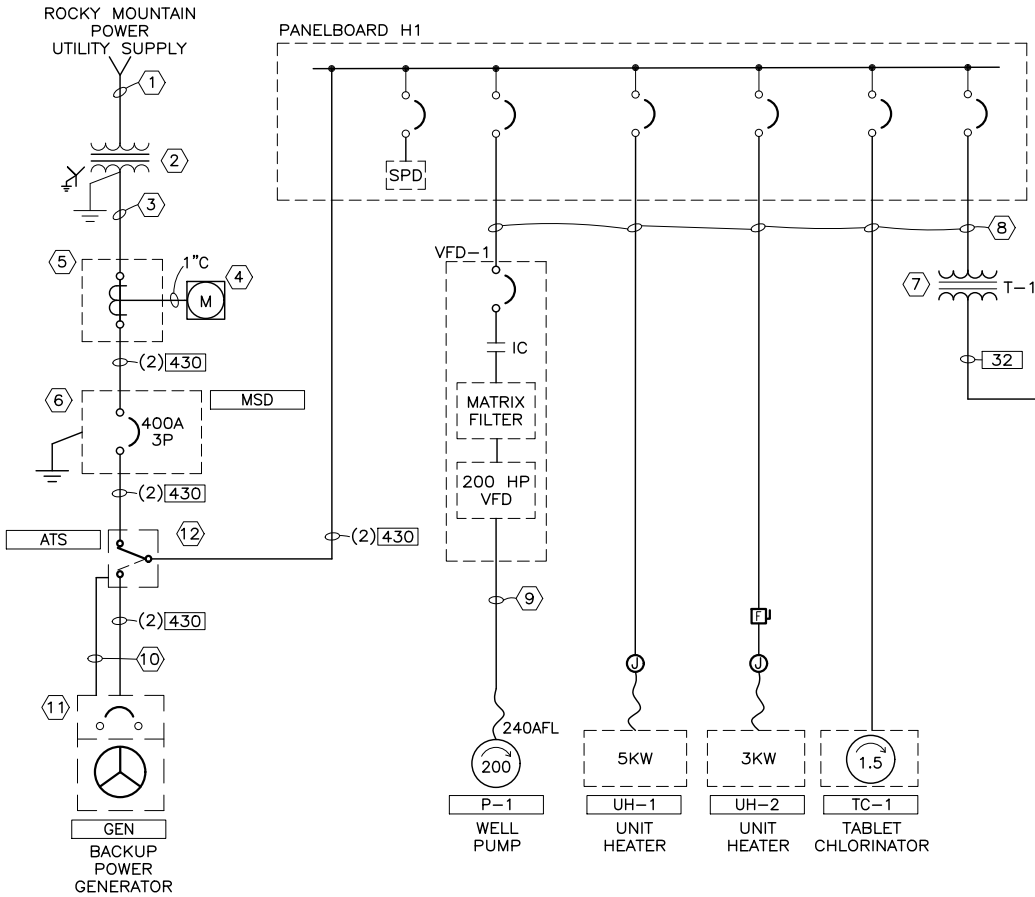 ROCKY MOUNTAIN
POWER
UTILITY SUPPLY
1
2
3
5
1"C
4
M
(2) 430
6
MSD
400A
3P
(2) 430
ATS
12
(2) 430
(2) 430
10
11
GEN
BACKUP
POWER
GENERATOR
PANELBOARD H1
SPD
8
VFD-1
7
T-1
IC
32
MATRIX
FILTER
200 HP
VFD
9
F
J
J
240AFL
200
5KW
3KW
1.5
P-1
UH-1
UH-2
TC-1
WELL
PUMP
UNIT
HEATER
UNIT
HEATER
TABLET
CHLORINATOR